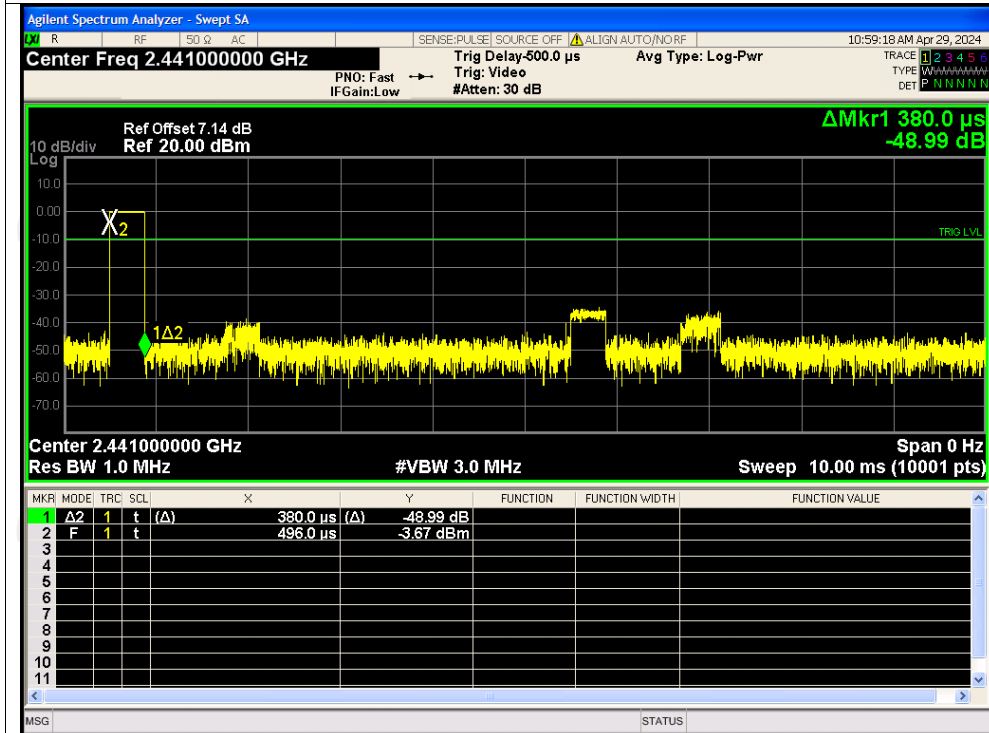 Agilent Spectrum Analyzer - Swept SA
LXI R RF 50 Ω AC SENSE:PULSE SOURCE OFF ALIGN AUTO/NO RF 10:59:18 AM Apr 29, 2024
Center Freq 2.441000000 GHz
PNO: Fast
IFGain:Low
Trig Delay-500.0 µs
Trig: Video
#Atten: 30 dB
Avg Type: Log-Pwr
TRACE 1 2 3 4 5 6
TYPE WWWWWW
DET P N N N N N
ΔMkr1 380.0 µs
-48.99 dB
Ref Offset 7.14 dB
10 dB/div Ref 20.00 dBm
Log
10.0
0.00
X2
-10.0 TRIG LVL
-20.0
-30.0
-40.0
1Δ2
-50.0
-60.0
-70.0
Center 2.441000000 GHz Span 0 Hz
Res BW 1.0 MHz #VBW 3.0 MHz Sweep 10.00 ms (10001 pts)
MKR MODE TRC SCL X Y FUNCTION FUNCTION WIDTH FUNCTION VALUE
1 Δ2 1 t (Δ) 380.0 µs (Δ) -48.99 dB
2 F 1 t 496.0 µs -3.67 dBm
3
4
5
6
7
8
9
10
11
MSG STATUS